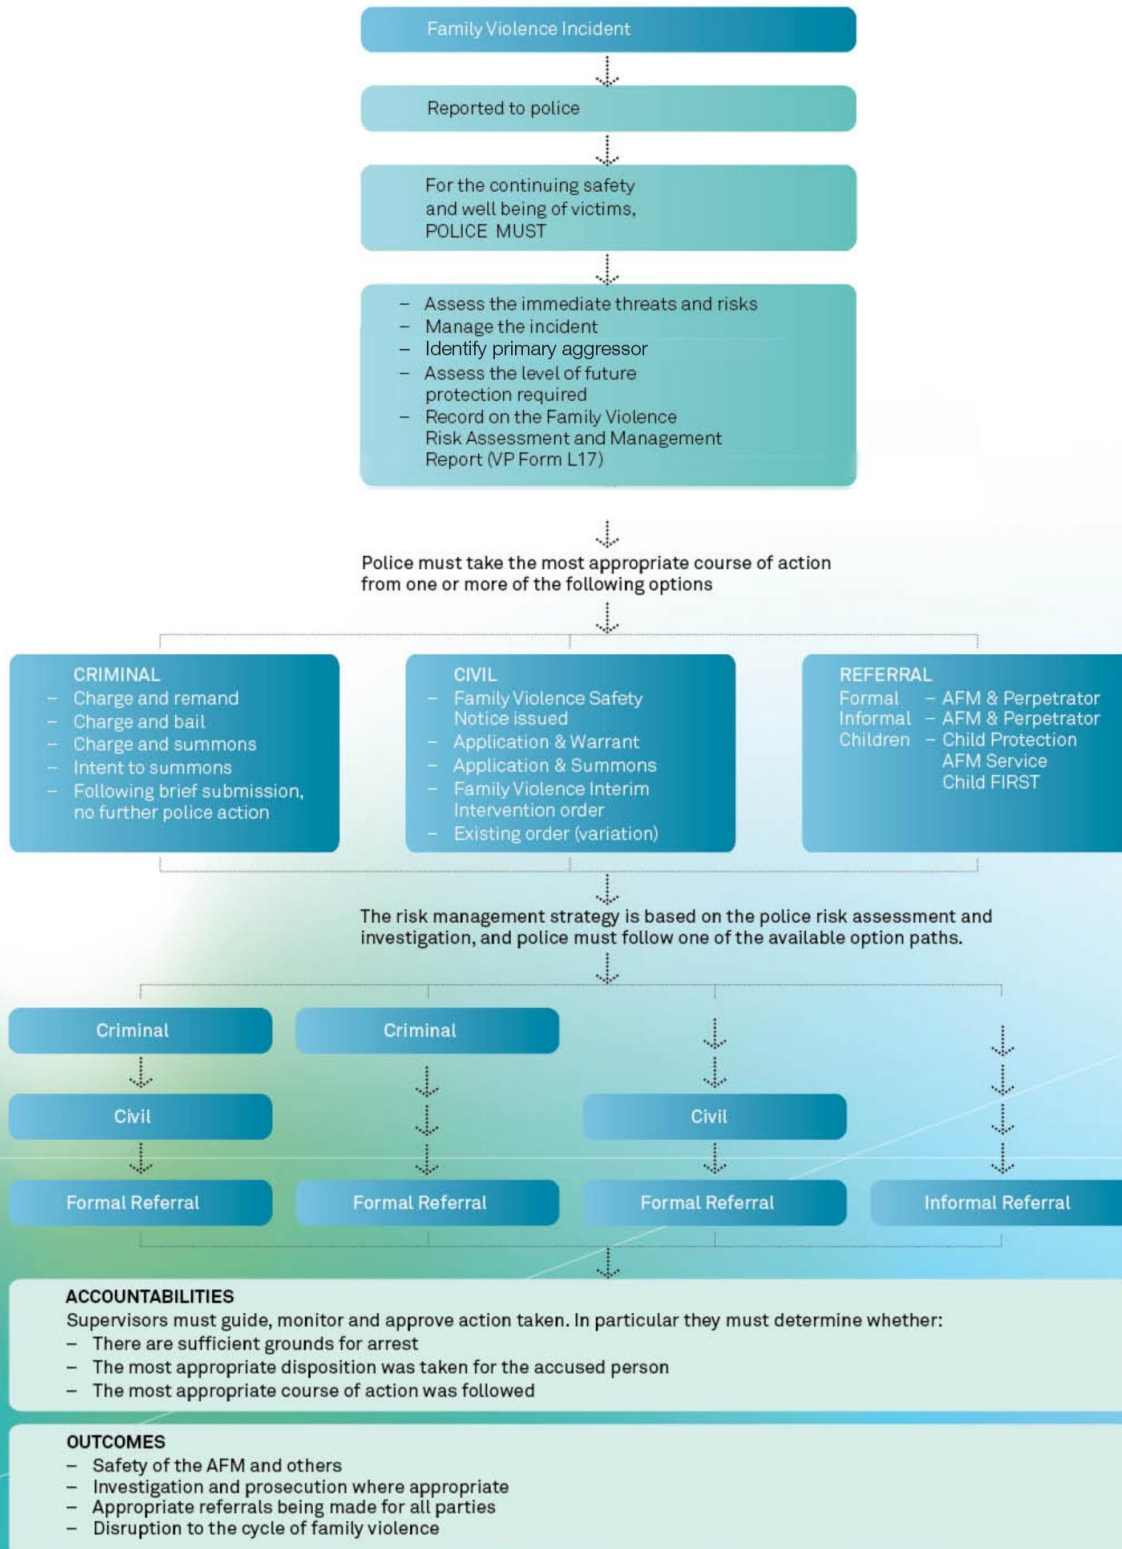 Family Violence Incident
Reported to police
For the continuing safety
and well being of victims,
POLICE MUST
– Assess the immediate threats and risks
– Manage the incident
– Identify primary aggressor
– Assess the level of future
protection required
– Record on the Family Violence
Risk Assessment and Management
Report (VP Form L17)
Police must take the most appropriate course of action
from one or more of the following options
CRIMINAL
– Charge and remand
– Charge and bail
– Charge and summons
– Intent to summons
– Following brief submission,
no further police action
CIVIL
– Family Violence Safety
Notice issued
– Application & Warrant
– Application & Summons
– Family Violence Interim
Intervention order
– Existing order (variation)
REFERRAL
Formal – AFM & Perpetrator
Informal – AFM & Perpetrator
Children – Child Protection
AFM Service
Child FIRST
The risk management strategy is based on the police risk assessment and
investigation, and police must follow one of the available option paths.
Criminal
Civil
Formal Referral
Criminal
Formal Referral
Civil
Formal Referral
Informal Referral
ACCOUNTABILITIES
Supervisors must guide, monitor and approve action taken. In particular they must determine whether:
– There are sufficient grounds for arrest
– The most appropriate disposition was taken for the accused person
– The most appropriate course of action was followed
OUTCOMES
– Safety of the AFM and others
– Investigation and prosecution where appropriate
– Appropriate referrals being made for all parties
– Disruption to the cycle of family violence